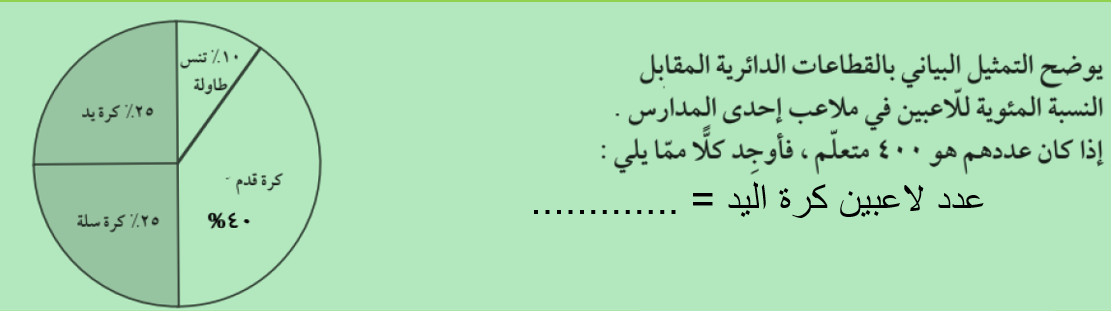 يوضح التمثيل البياني بالقطاعات الدائرية المقابل
النسبة المئوية للّاعبين في ملاعب إحدى المدارس .
إذا كان عددهم هو ٤٠٠ متعلّم ، فأوجِد كلًّا ممّا يلي :
عدد لاعبين كرة اليد = .............
١٠٪ تنس
طاولة
٢٥٪ كرة يد
كرة قدم -
%٤٠
٢٥٪ كرة سلة